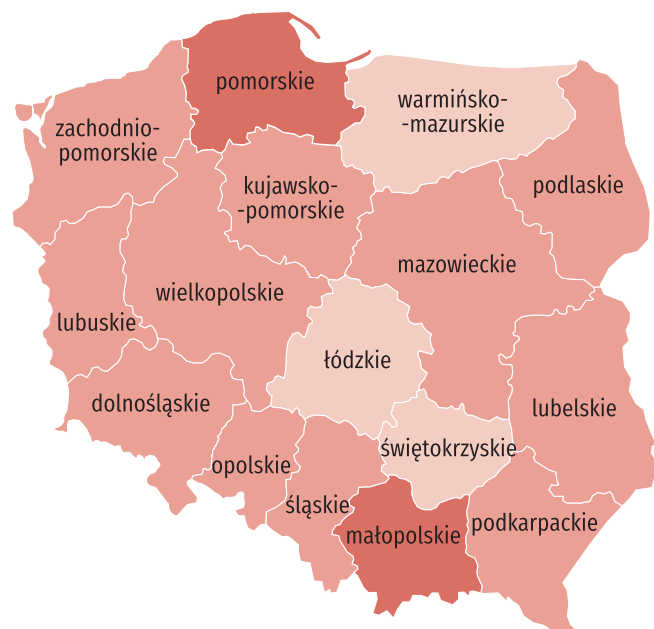 pomorskie
warmińsko-
-mazurskie
zachodnio-
pomorskie
kujawsko-
-pomorskie
podlaskie
mazowieckie
wielkopolskie
lubuskie
łódzkie
dolnośląskie
lubelskie
świętokrzyskie
opolskie
śląskie
małopolskie
podkarpackie